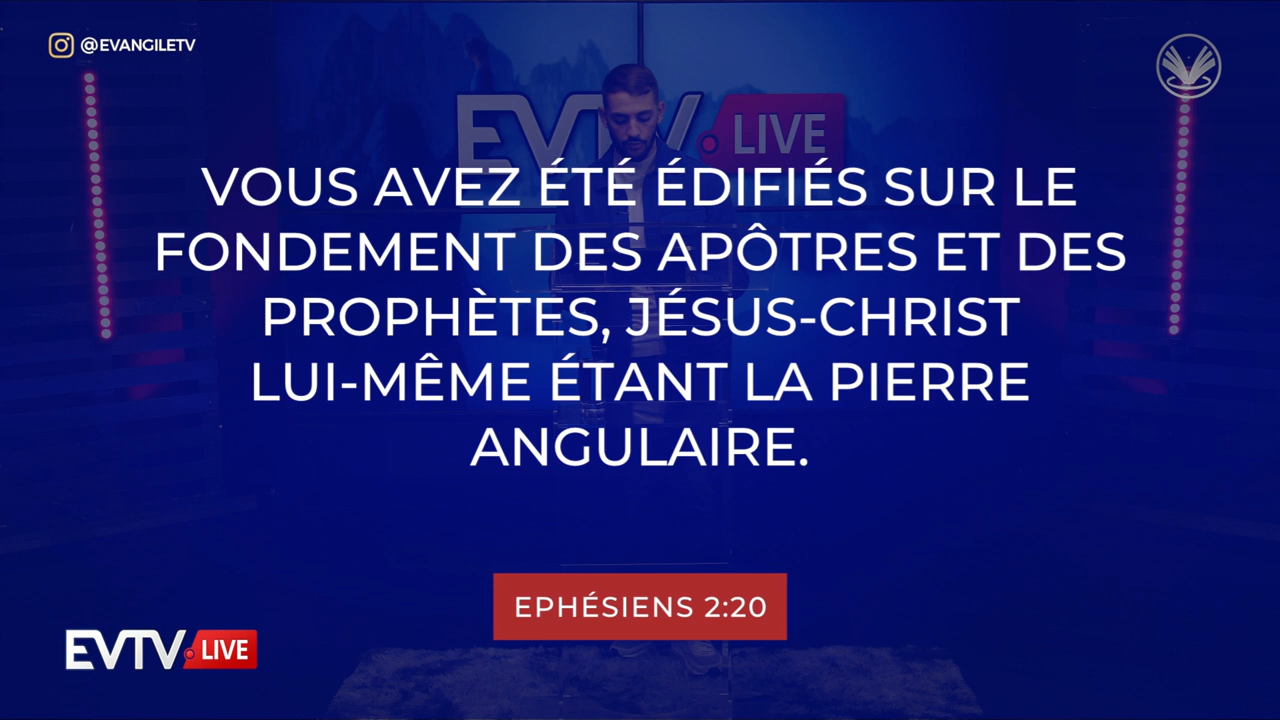 @EVANGILETV
EVTV LIVE
VOUS AVEZ ÉTÉ ÉDIFIÉS SUR LE
FONDEMENT DES APÔTRES ET DES
PROPHÈTES, JÉSUS-CHRIST
LUI-MÊME ÉTANT LA PIERRE
ANGULAIRE.
EPHÉSIENS 2:20
EVTV LIVE